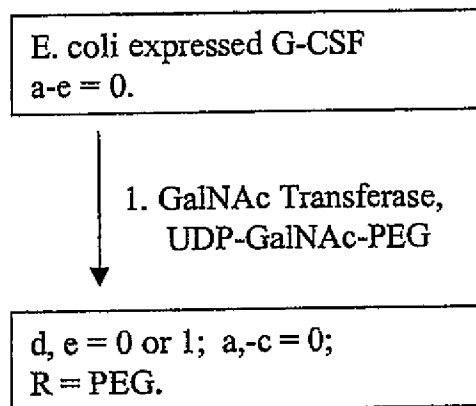 E. coli expressed G-CSF
a-e = 0.
1. GalNAc Transferase,
UDP-GalNAc-PEG
d, e = 0 or 1; a,-c = 0;
R = PEG.